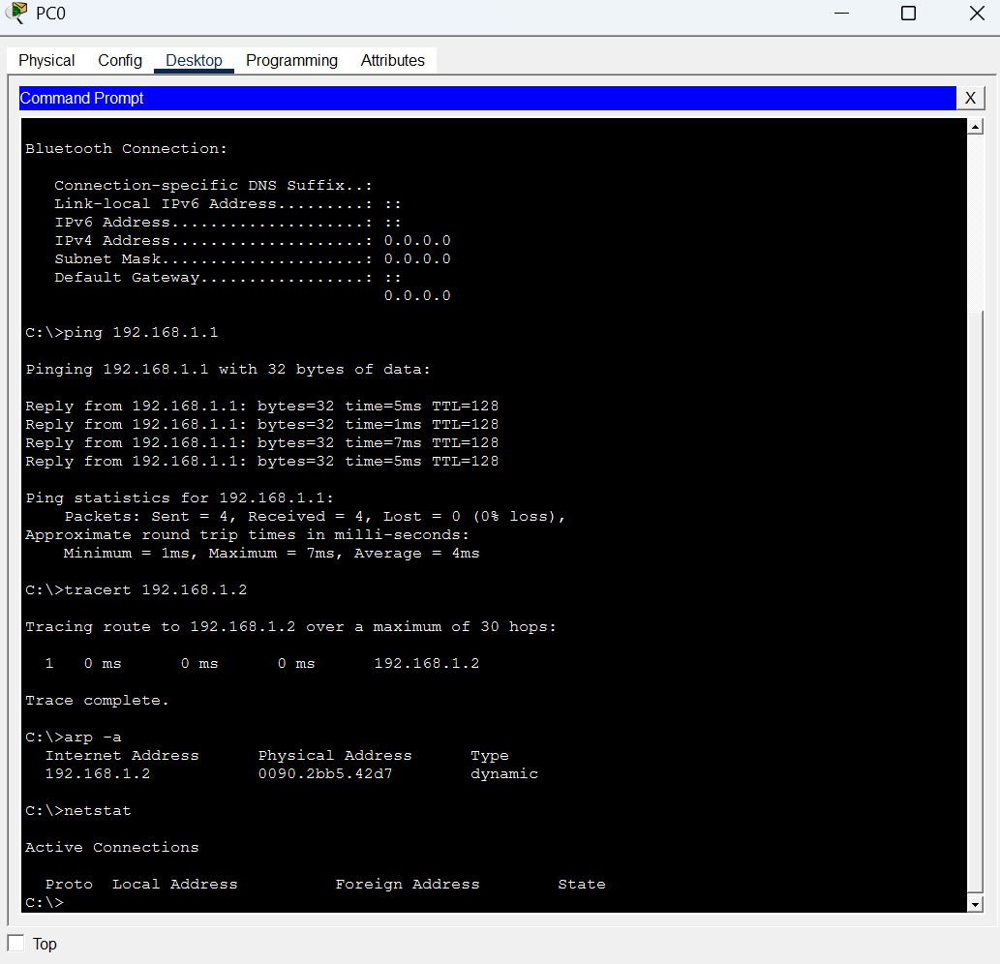 PC0
Physical Config Desktop Programming Attributes
Command Prompt X
Bluetooth Connection:
Connection-specific DNS Suffix..:
Link-local IPv6 Address.........: ::
IPv6 Address....................: ::
IPv4 Address....................: 0.0.0.0
Subnet Mask.....................: 0.0.0.0
Default Gateway.................: ::
0.0.0.0
C:\>ping 192.168.1.1
Pinging 192.168.1.1 with 32 bytes of data:
Reply from 192.168.1.1: bytes=32 time=5ms TTL=128
Reply from 192.168.1.1: bytes=32 time=1ms TTL=128
Reply from 192.168.1.1: bytes=32 time=7ms TTL=128
Reply from 192.168.1.1: bytes=32 time=5ms TTL=128
Ping statistics for 192.168.1.1:
Packets: Sent = 4, Received = 4, Lost = 0 (0% loss),
Approximate round trip times in milli-seconds:
Minimum = 1ms, Maximum = 7ms, Average = 4ms
C:\>tracert 192.168.1.2
Tracing route to 192.168.1.2 over a maximum of 30 hops:
1 0 ms 0 ms 0 ms 192.168.1.2
Trace complete.
C:\>arp -a
Internet Address Physical Address Type
192.168.1.2 0090.2bb5.42d7 dynamic
C:\>netstat
Active Connections
Proto Local Address Foreign Address State
C:\>
Top